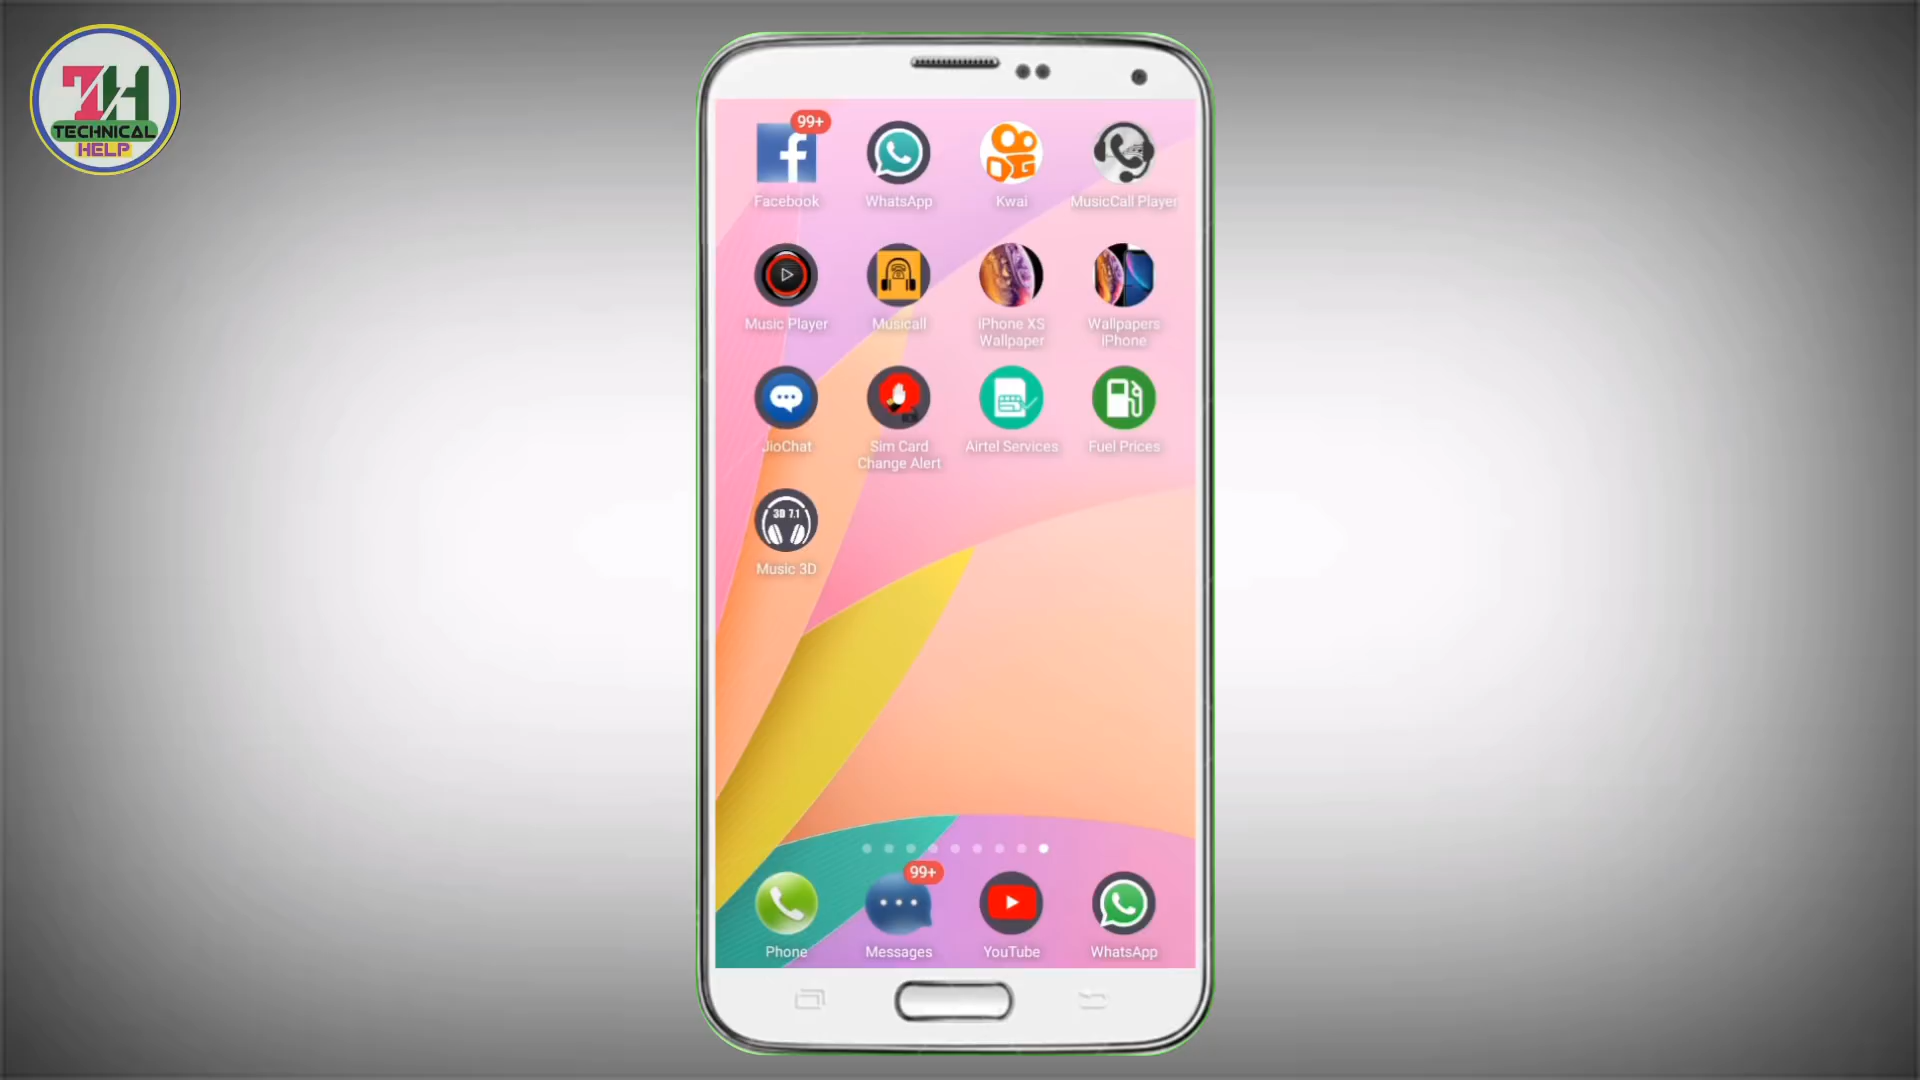 TH
TECHNICAL
HELP
99+
Facebook
WhatsApp
Kwai
MusicCall Player
Music Player
Musicall
iPhone XS
Wallpaper
Wallpapers
iPhone
JioChat
Sim Card
Change Alert
Airtel Services
Fuel Prices
3D 7.1
Music 3D
99+
Phone
Messages
YouTube
WhatsApp